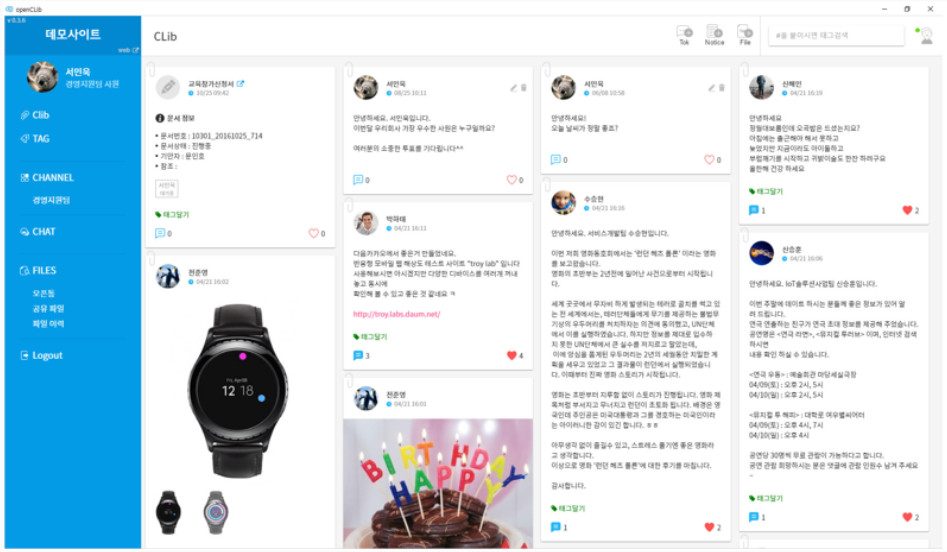 openCLib
v 0.3.6
데모사이트
web
서민욱
경영지원팀 사원
Clib
TAG
CHANNEL
경영지원팀
CHAT
FILES
오픈통
공유 파일
파일 이력
Logout
CLib
Tok
Notice
File
#을 붙이시면 태그검색
교육참가신청서
10/25 09:42
문서 정보
• 문서번호 : 10301_20161025_714
• 문서상태 : 진행중
• 기안자 : 문민호
• 참조 :
서민욱
태그달기
0
0
전준영
04/21 16:02
12 18
서민욱
08/25 10:11
안녕하세요. 서민욱입니다.
이번달 우리회사 가장 우수한 사원은 누구일까요?
여러분의 소중한 투표를 기다립니다^^
0
0
박하태
04/21 16:11
다음카카오에서 좋은거 만들었네요.
반응형 모바일 웹 해상도 테스트 사이트 "troy lab" 입니다
사용해보시면 아시겠지만 다양한 디바이스를 여러개 꺼내
놓고 동시에
확인해 볼 수 있고 좋은 것 같네요 ㅋ
http://troy.labs.daum.net/
태그달기
3
4
전준영
04/21 16:01
BIRTHDAY
HAPPY
서민욱
06/08 10:58
안녕하세요!
오늘 날씨가 정말 좋죠?
0
0
수승현
04/21 16:16
안녕하세요. 서비스개발팀 수승현입니다.
이번 저희 영화동호회에서는 '런던 해즈 폴른' 이라는 영화
를 보고왔습니다.
영화의 초반부는 2년전에 일어난 사건으로부터 시작됩니
다.
세계 곳곳에서 무차비 하게 발생되는 테러로 골치를 썩고 있
는 전 세계에서는, 테러단체들에게 무기를 제공하는 불법무
기상의 우두머리를 처치하자는 의견에 동의했고, UN단체
에서 이를 실행하였습니다. 하지만 정보를 제대로 입수하
지 못한 UN단체에서 큰 실수를 저지르고 말았는데,
이에 앙심을 품게된 우두머리는 2년의 세월동안 치밀한 계
획을 세우고 있었고 그 결과물이 런던에서 실행되었습니
다. 이때부터 진짜 영화 스토리가 시작됩니다.
영화는 초반부터 지루함 없이 스토리가 진행됩니다. 영화 제
목처럼 부서지고 무너지고 런던이 초토화 됩니다. 배경은 영
국인데 주인공은 미국대통령과 그를 경호하는 미국인이라
는 아이러니한 감이 있긴 합니다. ㅎㅎ
아무생각 없이 즐길수 있고, 스트레스 풀기엔 좋은 영화라
고 생각합니다.
이상으로 영화 '런던 해즈 폴른'에 대한 후기를 마칩니다.
감사합니다.
태그달기
1
2
신해인
04/21 16:10
안녕하세요
정월대보름인데 오곡밥은 드셨는지요?
아침에는 출근해야 해서 못하고
늦었지만 지금이라도 아이들하고
부럼깨기를 시작하고 귀밝이술도 한잔 하려구요
올한해 건강 하세요
태그달기
1
2
신승훈
04/21 16:06
안녕하세요. IoT솔루션사업팀 신승훈입니다.
이번 주말에 데이트 하시는 분들께 좋은 정보가 있어 알
려 드립니다.
연극 연출하는 친구가 연극 초대 정보를 제공해 주었습니다.
공연명은 <연극 라면>, <뮤지컬 투러브> 이며, 인터넷 검색
하시면
내용 확인 하실 수 있습니다.
<연극 우동> : 예술회관 마당세실극장
04/09(토) : 오후 2시, 5시
04/10(일) : 오후 2시, 5시
<뮤지컬 투 해피> : 대학로 여우별씨어터
04/09(토) : 오후 4시, 7시
04/10(일) : 오후 4시
공연당 30명씩 무료 관람이 가능하다고 합니다.
공연 관람 희망하시는 분은 댓글에 관람 인원수 남겨 주세요
~
태그달기
1
2